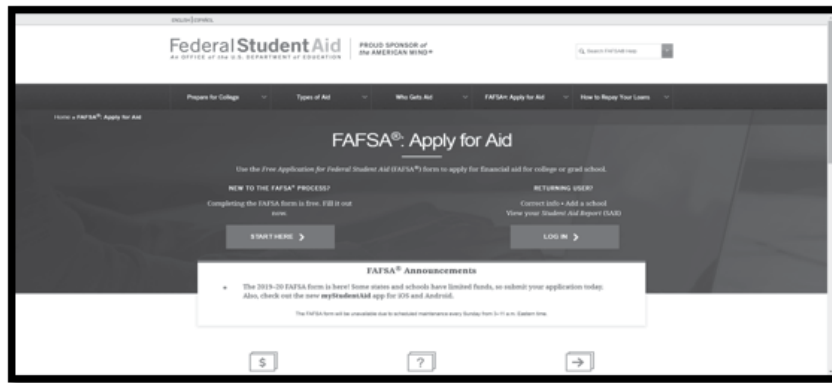 ENGLISH | ESPAÑOL
Federal Student Aid
An OFFICE of the U.S. DEPARTMENT of EDUCATION
PROUD SPONSOR of
the AMERICAN MIND®
Search FAFSA® Help
Prepare for College Types of Aid Who Gets Aid FAFSA®: Apply for Aid How to Repay Your Loans
Home » FAFSA®: Apply for Aid
FAFSA®: Apply for Aid
Use the Free Application for Federal Student Aid (FAFSA®) form to apply for financial aid for college or grad school.
NEW TO THE FAFSA® PROCESS?
Completing the FAFSA form is free. Fill it out
now.
START HERE
RETURNING USER?
Correct info • Add a school
View your Student Aid Report (SAR)
LOG IN
FAFSA® Announcements
• The 2019–20 FAFSA form is here! Some states and schools have limited funds, so submit your application today.
Also, check out the new myStudentAid app for iOS and Android.
The FAFSA form will be unavailable due to scheduled maintenance every Sunday from 3–11 a.m. Eastern time.
$ ?